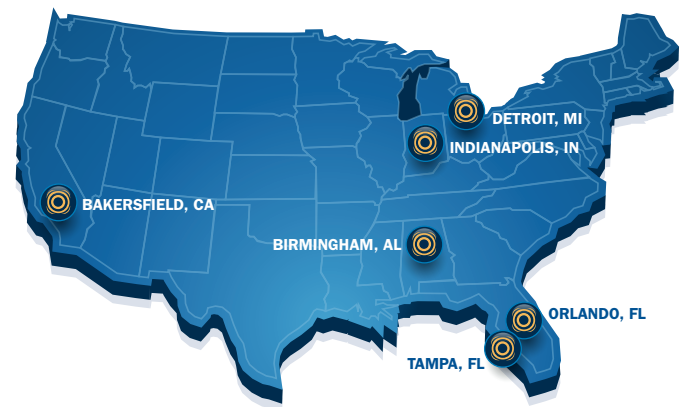 DETROIT, MI
INDIANAPOLIS, IN
BAKERSFIELD, CA
BIRMINGHAM, AL
ORLANDO, FL
TAMPA, FL